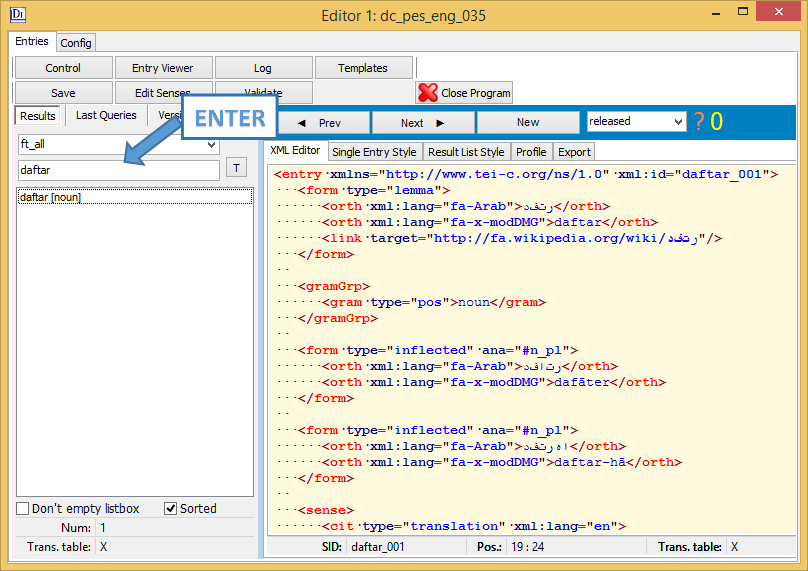 Editor 1: dc_pes_eng_035
Entries Config
Control Entry Viewer Log Templates
Save Edit Senses Validate Close Program
Results Last Queries
ENTER
Prev Next New released ? 0
ft_all
daftar T
daftar [noun]
XML Editor Single Entry Style Result List Style Profile Export
<entry xmlns="http://www.tei-c.org/ns/1.0" xml:id="daftar_001">
<form type="lemma">
<orth xml:lang="fa-Arab">رتفد</orth>
<orth xml:lang="fa-x-modDMG">daftar</orth>
<link target="http://fa.wikipedia.org/wiki/رتفد"/>
</form>
<gramGrp>
<gram type="pos">noun</gram>
</gramGrp>
<form type="inflected" ana="#n_pl">
<orth xml:lang="fa-Arab">رتافد</orth>
<orth xml:lang="fa-x-modDMG">dafāter</orth>
</form>
<form type="inflected" ana="#n_pl">
<orth xml:lang="fa-Arab">اه رتفد</orth>
<orth xml:lang="fa-x-modDMG">daftar-hā</orth>
</form>
<sense>
<cit type="translation" xml:lang="en">
Don't empty listbox Sorted
Num: 1
Trans. table: X
SID: daftar_001 Pos.: 19 : 24 Trans. table: X